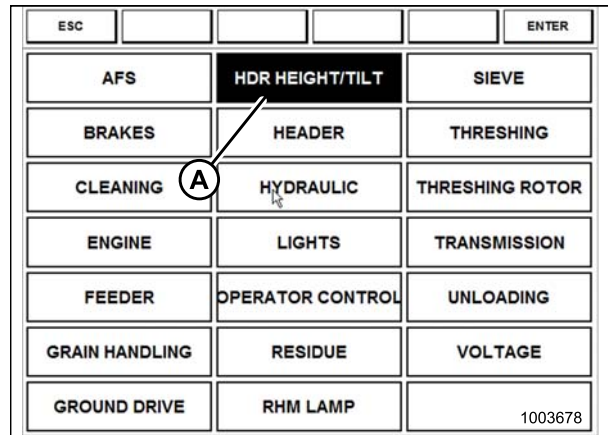 ESC ENTER
AFS HDR HEIGHT/TILT SIEVE
BRAKES HEADER THRESHING
CLEANING A HYDRAULIC THRESHING ROTOR
ENGINE LIGHTS TRANSMISSION
FEEDER OPERATOR CONTROL UNLOADING
GRAIN HANDLING RESIDUE VOLTAGE
GROUND DRIVE RHM LAMP
1003678